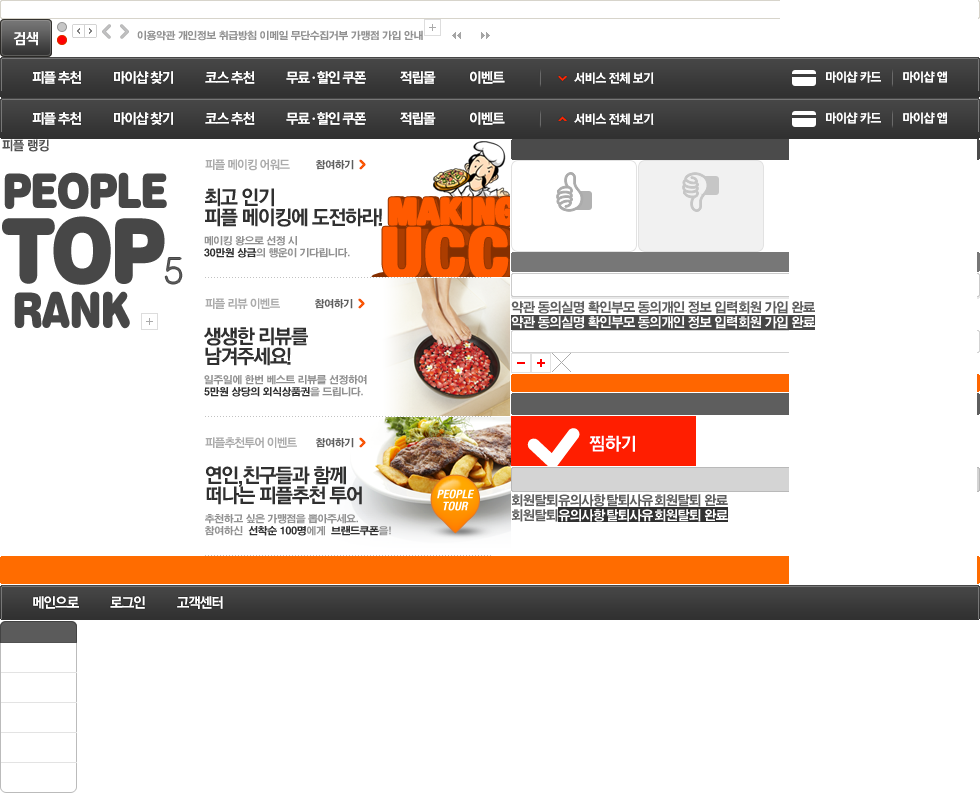 검색
이용약관 개인정보 취급방침 이메일 무단수집거부 가맹점 가입 안내
피플 추천 마이샵 찾기 코스 추천 무료·할인 쿠폰 적립몰 이벤트 서비스 전체 보기 마이샵 카드 마이샵 앱
피플 추천 마이샵 찾기 코스 추천 무료·할인 쿠폰 적립몰 이벤트 서비스 전체 보기 마이샵 카드 마이샵 앱
피플 랭킹
PEOPLE
TOP 5
RANK
피플 메이킹 어워드 참여하기
최고 인기
피플 메이킹에 도전하라!
메이킹 왕으로 선정 시
30만원 상금의 행운이 기다립니다.
MAKING
UCC
피플 리뷰 이벤트 참여하기
생생한 리뷰를
남겨주세요!
일주일에 한번 베스트 리뷰를 선정하여
5만원 상당의 외식상품권을 드립니다.
피플추천투어 이벤트 참여하기
연인,친구들과 함께
떠나는 피플추천 투어
추천하고 싶은 가맹점을 뽑아주세요.
참여하신 선착순 100명에게 브랜드쿠폰을!
PEOPLE
TOUR
약관 동의실명 확인부모 동의개인 정보 입력회원 가입 완료
약관 동의실명 확인부모 동의개인 정보 입력회원 가입 완료
찜하기
회원탈퇴유의사항 탈퇴사유 회원탈퇴 완료
회원탈퇴유의사항 탈퇴사유 회원탈퇴 완료
메인으로 로그인 고객센터